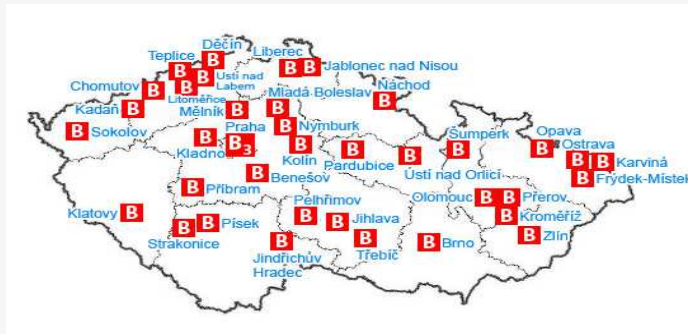 Děčín
Liberec
Teplice
B
B
B
Jablonec nad Nisou
B
B
Ústí nad
Labem
Chomutov
B
B
Litoměřice
Mladá Boleslav
Náchod
B
Kadaň
B
Mělník
B
B
B
Sokolov
Praha
B
Nymburk
Šumperk
Opava
B
Ostrava
Kladno
B
B3
B
Kolín
B
Pardubice
B
Ústí nad Orlicí
B
B
B
Karviná
B
Frýdek-Místek
B
Benešov
B
Příbram
Olomouc
B
B
Přerov
Pelhřimov
Klatovy
B
B
B
Jihlava
B
Kroměříž
B
B
Písek
Strakonice
B
Jindřichův
Hradec
B
Třebíč
B
Brno
B
Zlín